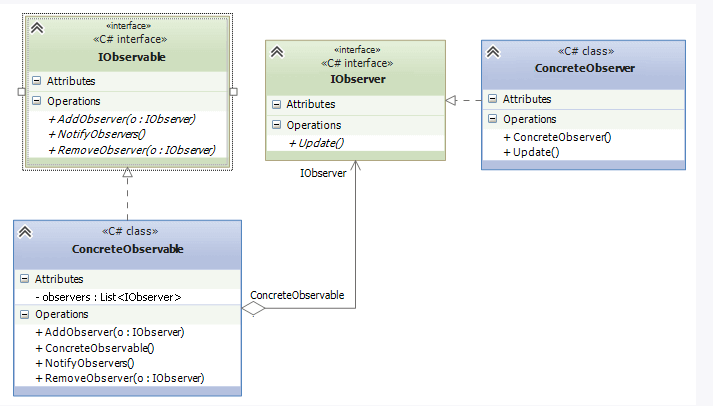 «interface»
«C# interface»
IObservable
Attributes
Operations
+ AddObserver(o : IObserver)
+ NotifyObservers()
+ RemoveObserver(o : IObserver)
«interface»
«C# interface»
IObserver
Attributes
Operations
+ Update()
«C# class»
ConcreteObserver
Attributes
Operations
+ ConcreteObserver()
+ Update()
IObserver
«C# class»
ConcreteObservable
Attributes
- observers : List<IObserver>
Operations
+ AddObserver(o : IObserver)
+ ConcreteObservable()
+ NotifyObservers()
+ RemoveObserver(o : IObserver)
ConcreteObservable